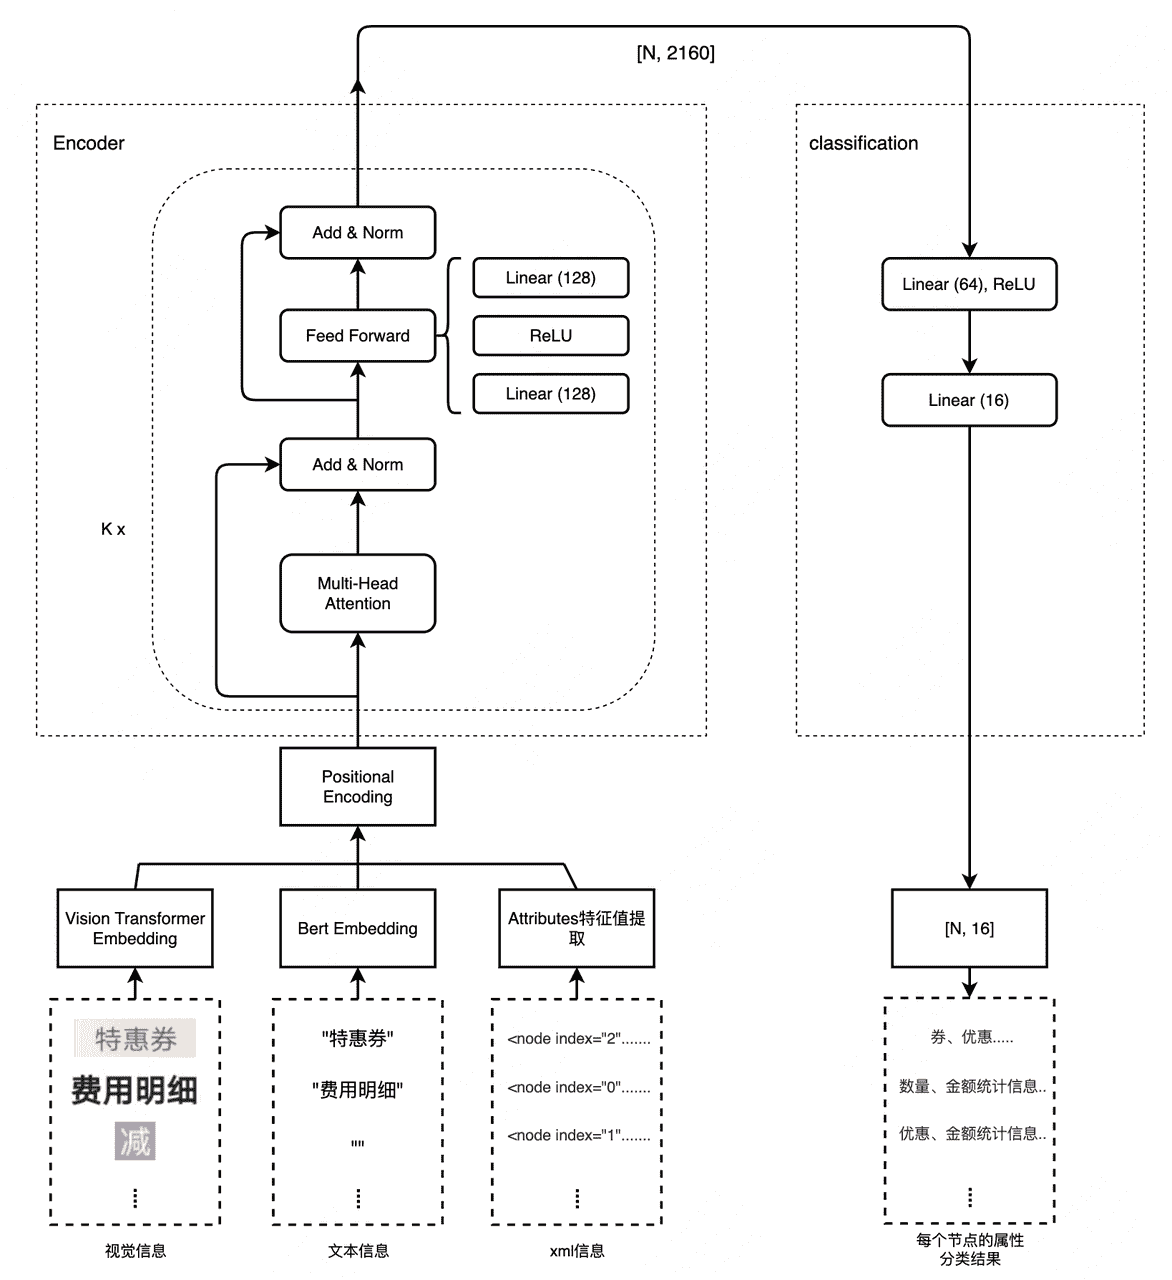 [N, 2160]
Encoder
classification
Add & Norm
Linear (128)
Linear (64), ReLU
Feed Forward
ReLU
Linear (128)
Linear (16)
Add & Norm
K x
Multi-Head
Attention
Positional
Encoding
Vision Transformer
Embedding
Bert Embedding
Attributes特征值提
取
[N, 16]
特惠券
费用明细
减
"特惠券"
"费用明细"
""
<node index="2".......
<node index="0".......
<node index="1".......
券、优惠.....
数量、金额统计信息..
优惠、金额统计信息..
视觉信息
文本信息
xml信息
每个节点的属性
分类结果